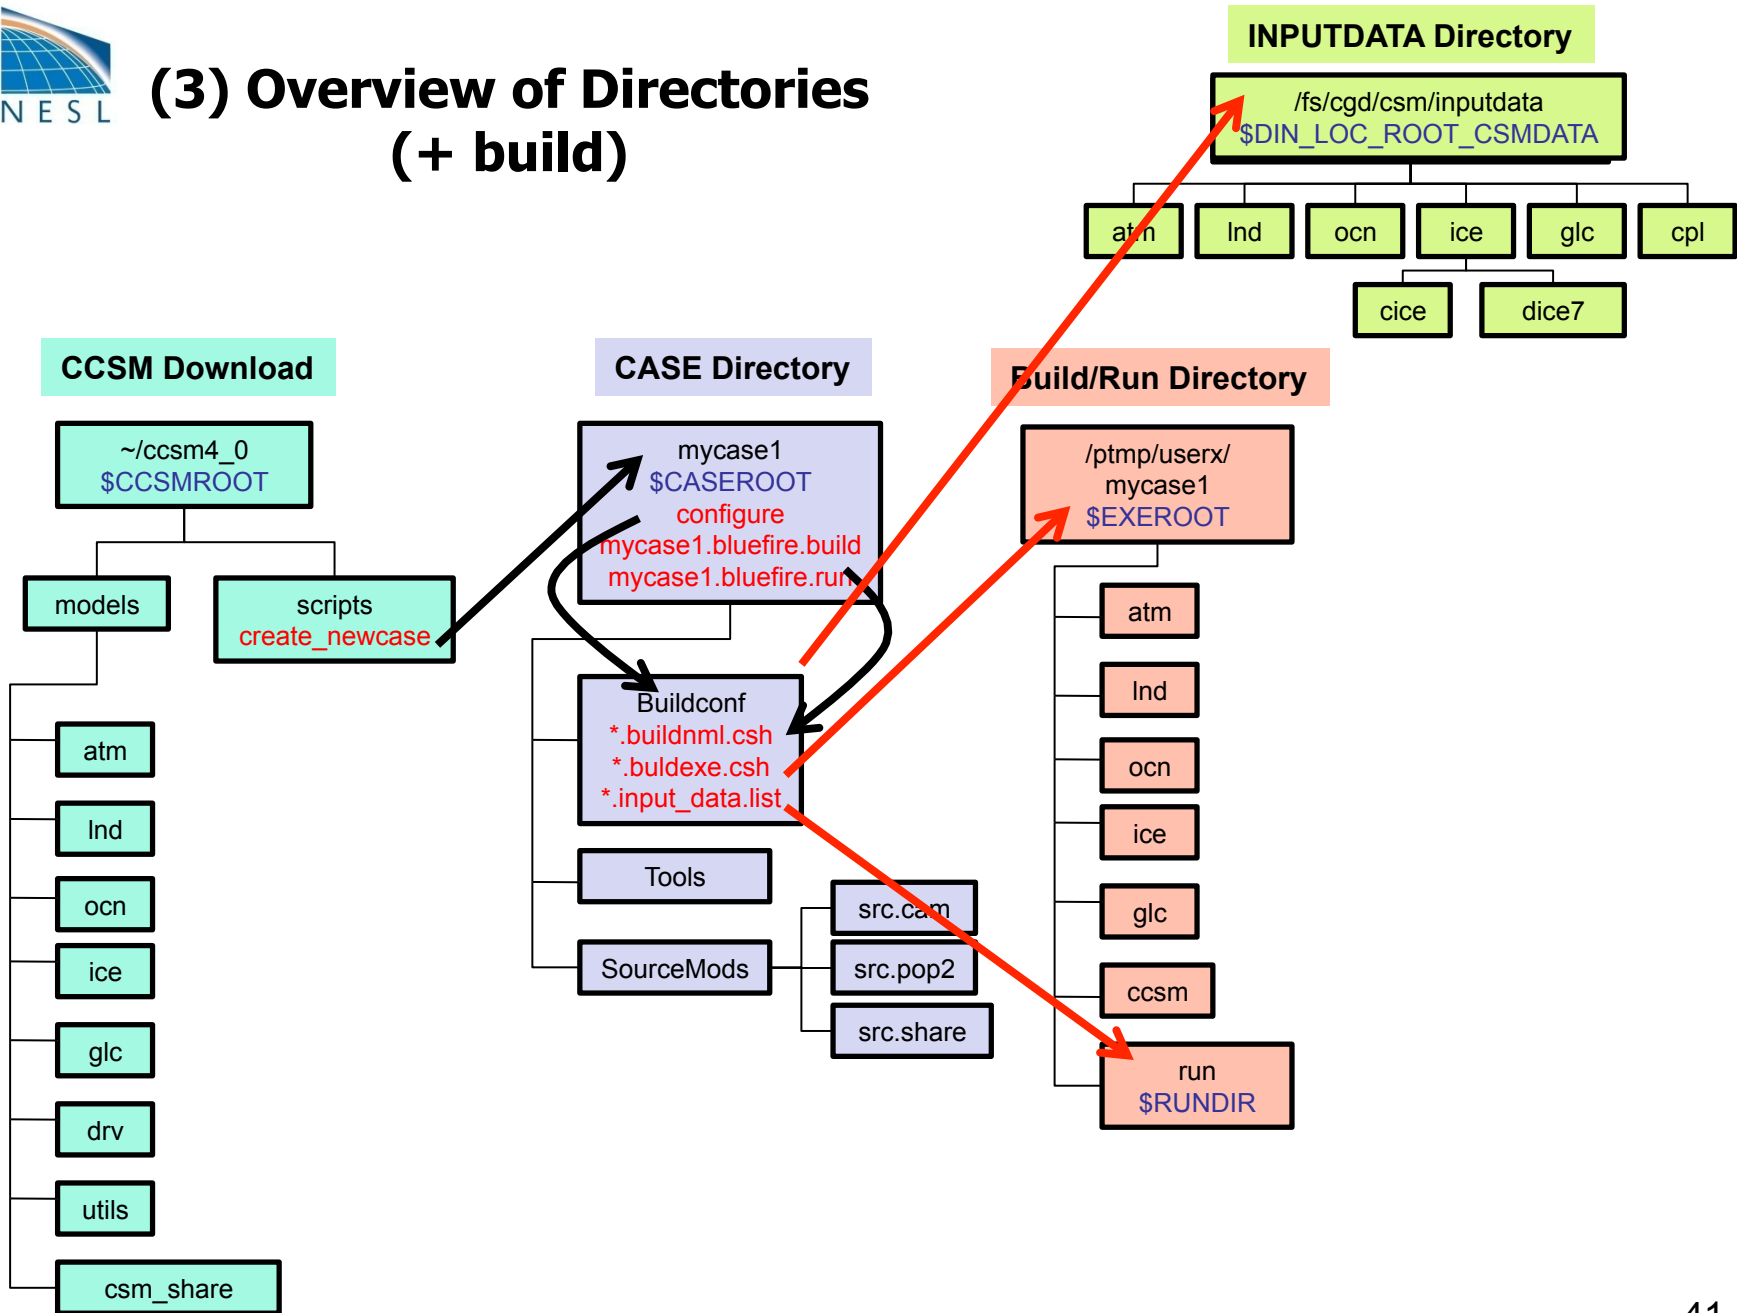 NESL
(3) Overview of Directories
(+ build)
INPUTDATA Directory
/fs/cgd/csm/inputdata
$DIN_LOC_ROOT_CSMDATA
atm
lnd
ocn
ice
glc
cpl
cice
dice7
CCSM Download
~/ccsm4_0
$CCSMROOT
models
scripts
create_newcase
atm
lnd
ocn
ice
glc
drv
utils
csm_share
CASE Directory
mycase1
$CASEROOT
configure
mycase1.bluefire.build
mycase1.bluefire.run
Buildconf
*.buildnml.csh
*.buldexe.csh
*.input_data.list
Tools
SourceMods
src.cam
src.pop2
src.share
Build/Run Directory
/ptmp/userx/
mycase1
$EXEROOT
atm
lnd
ocn
ice
glc
ccsm
run
$RUNDIR
41